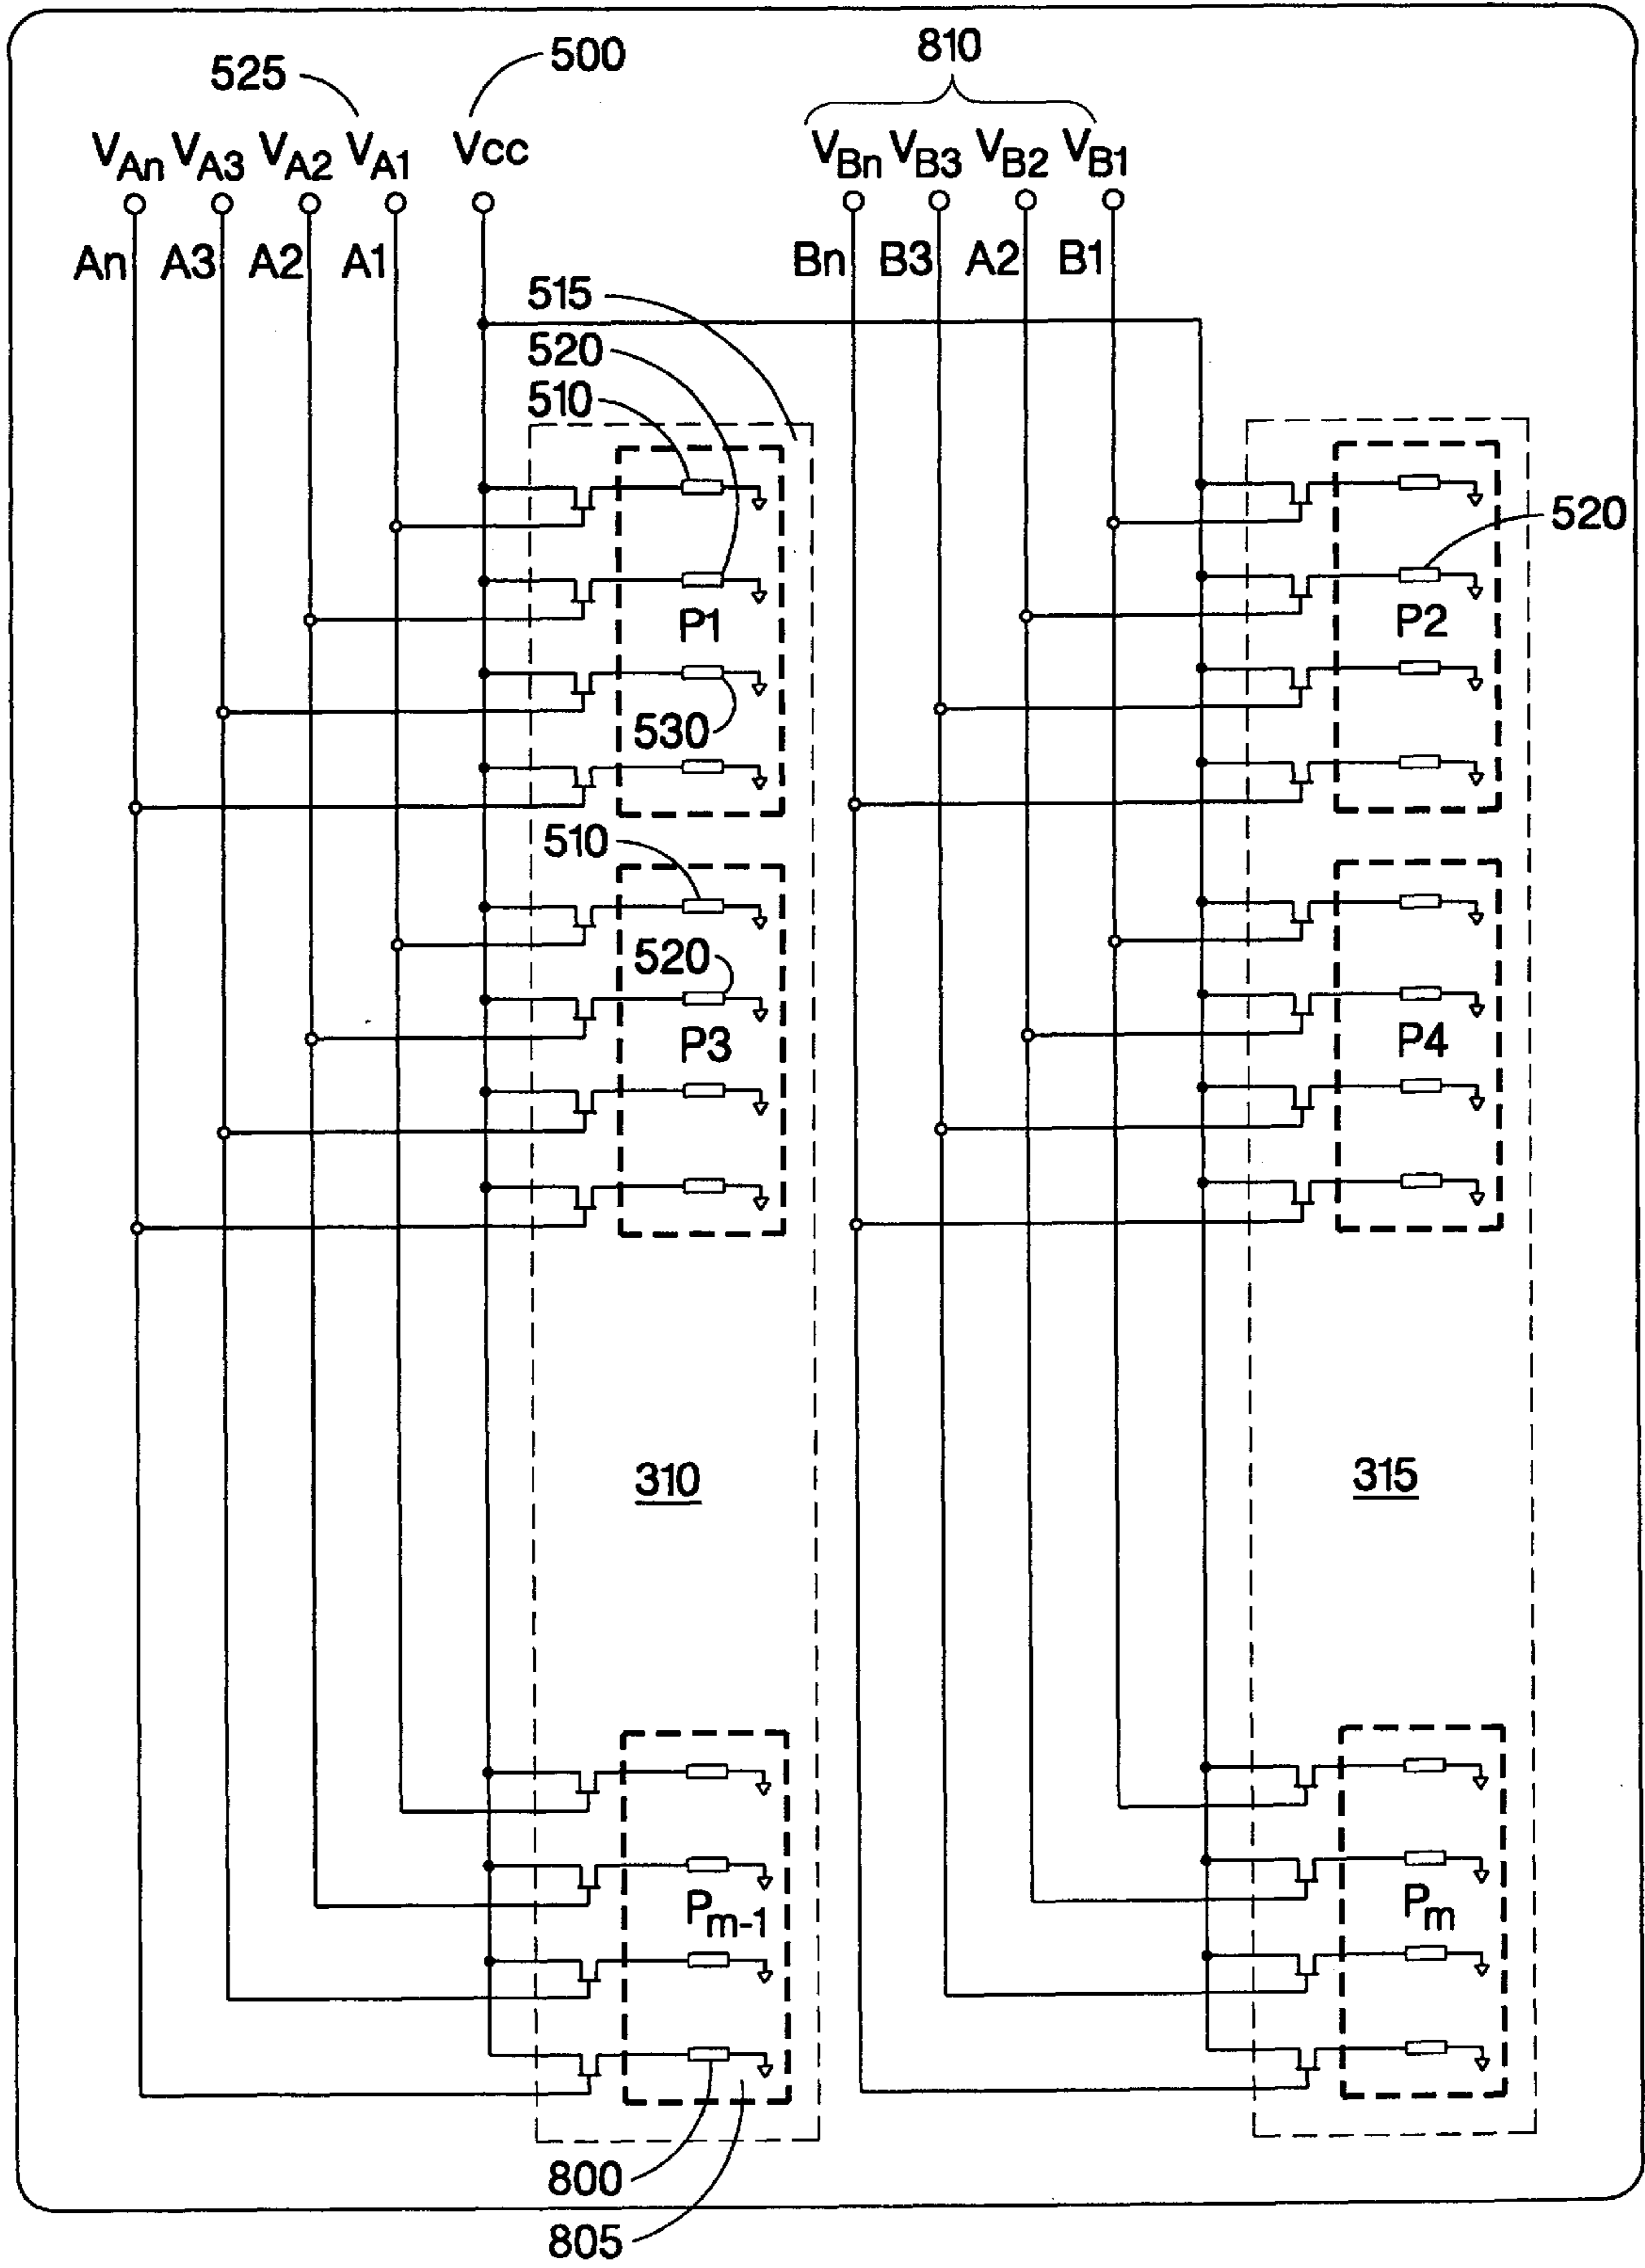 810
500
525
VAn VA3 VA2 VA1 Vcc VBn VB3 VB2 VB1
An A3 A2 A1 Bn B3 A2 B1
515
520
510
520
P1 P2
530
510
520
P3 P4
310 315
Pm-1 Pm
800
805